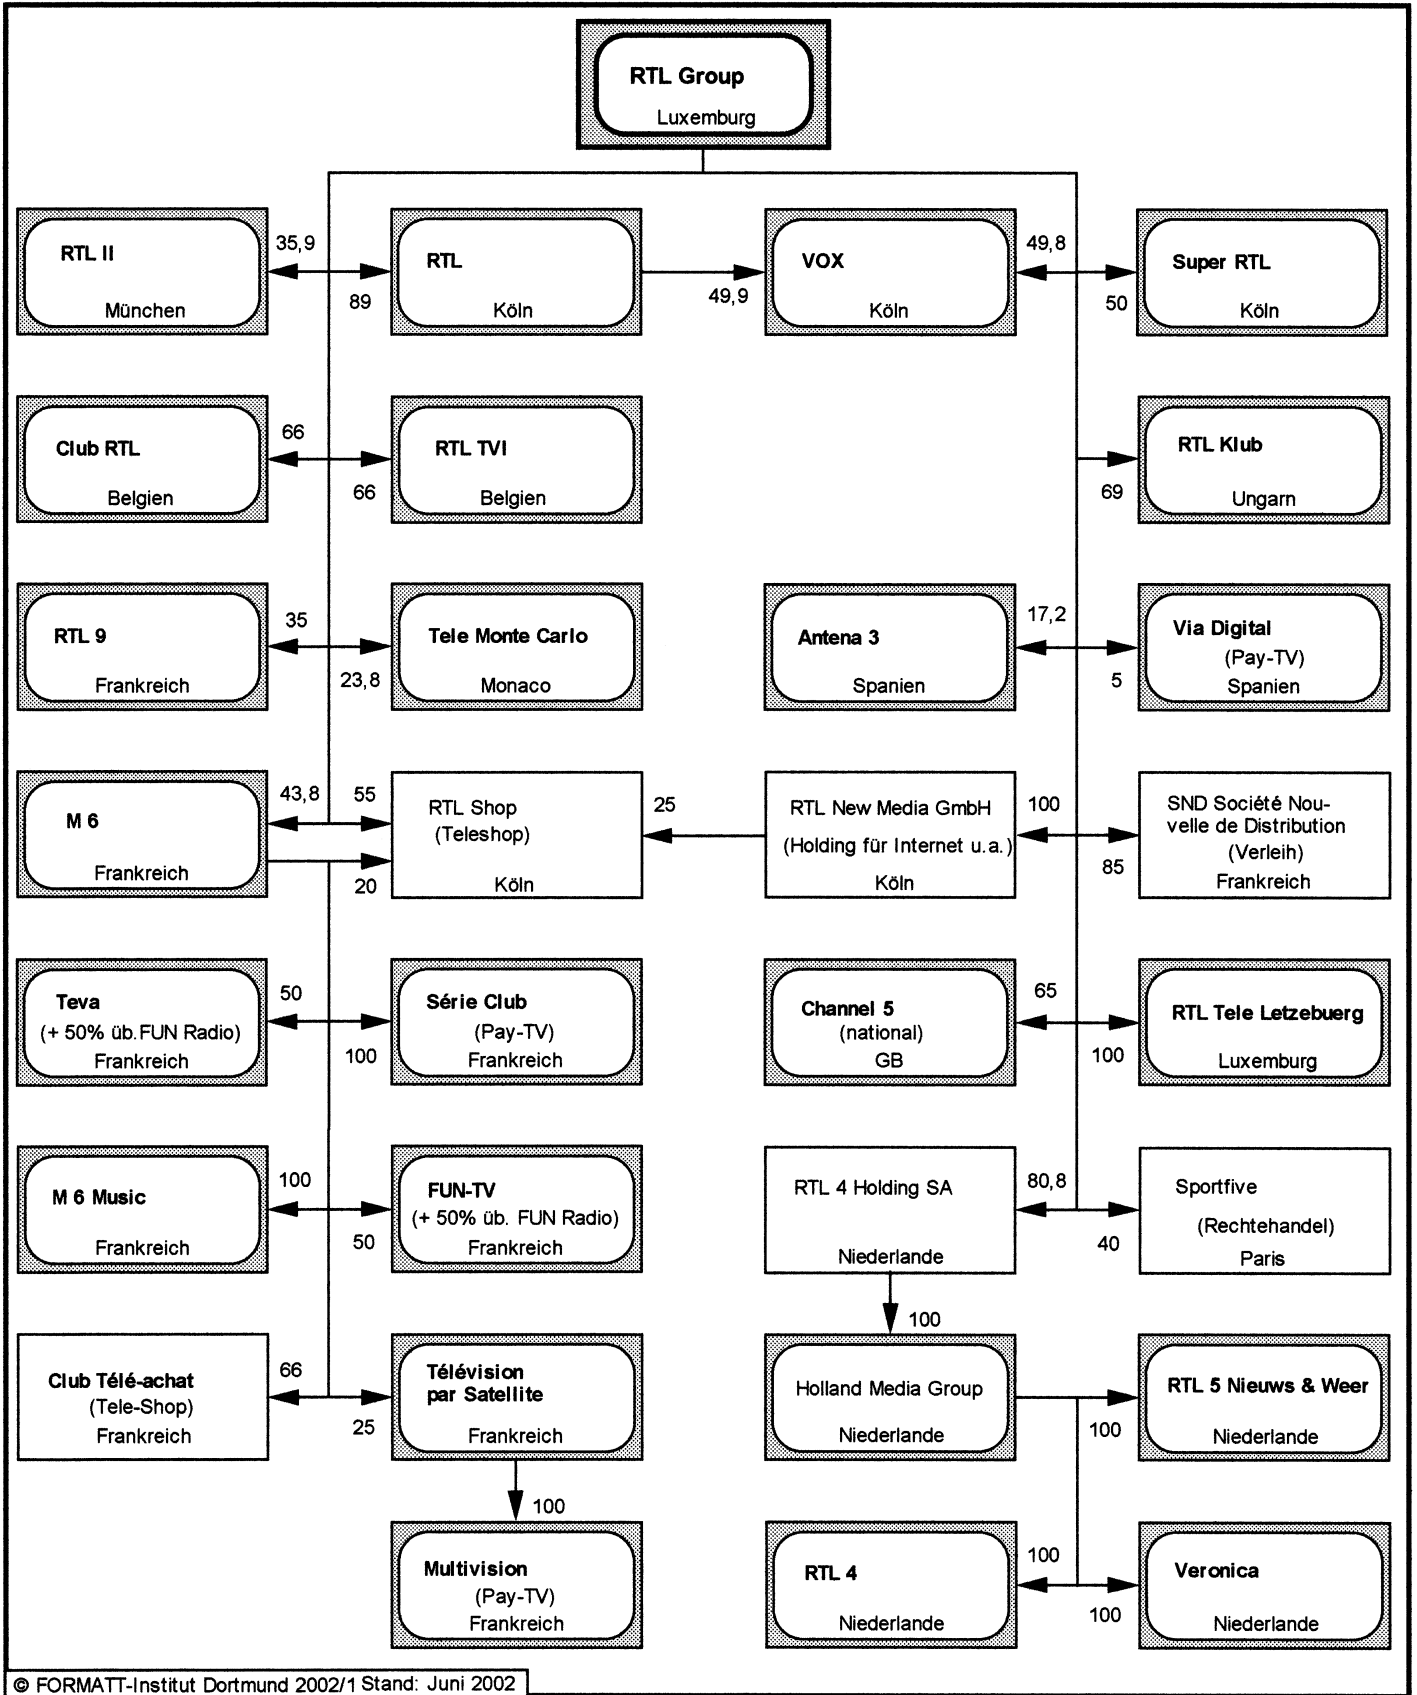 RTL Group
Luxemburg
RTL II
München
35,9
89
RTL
Köln
49,9
VOX
Köln
49,8
50
Super RTL
Köln
Club RTL
Belgien
66
66
RTL TVI
Belgien
69
RTL Klub
Ungarn
RTL 9
Frankreich
35
23,8
Tele Monte Carlo
Monaco
Antena 3
Spanien
17,2
5
Via Digital
(Pay-TV)
Spanien
M 6
Frankreich
43,8
55
20
RTL Shop
(Teleshop)
Köln
25
RTL New Media GmbH
(Holding für Internet u.a.)
Köln
100
85
SND Société Nou-
velle de Distribution
(Verleih)
Frankreich
Teva
(+ 50% üb.FUN Radio)
Frankreich
50
100
Série Club
(Pay-TV)
Frankreich
Channel 5
(national)
GB
65
100
RTL Tele Letzebuerg
Luxemburg
M 6 Music
Frankreich
100
50
FUN-TV
(+ 50% üb. FUN Radio)
Frankreich
RTL 4 Holding SA
Niederlande
80,8
40
Sportfive
(Rechtehandel)
Paris
100
Club Télé-achat
(Tele-Shop)
Frankreich
66
25
Télévision
par Satellite
Frankreich
Holland Media Group
Niederlande
100
RTL 5 Nieuws & Weer
Niederlande
100
Multivision
(Pay-TV)
Frankreich
RTL 4
Niederlande
100
100
Veronica
Niederlande
© FORMATT-Institut Dortmund 2002/1 Stand: Juni 2002